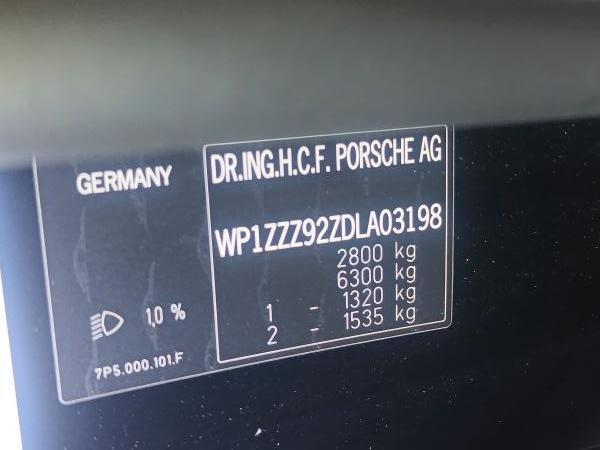 GERMANY
1,0 %
7P5.000.101.F
DR.ING.H.C.F. PORSCHE AG
WP1ZZZ92ZDLA03198
2800 kg
6300 kg
1 - 1320 kg
2 - 1535 kg